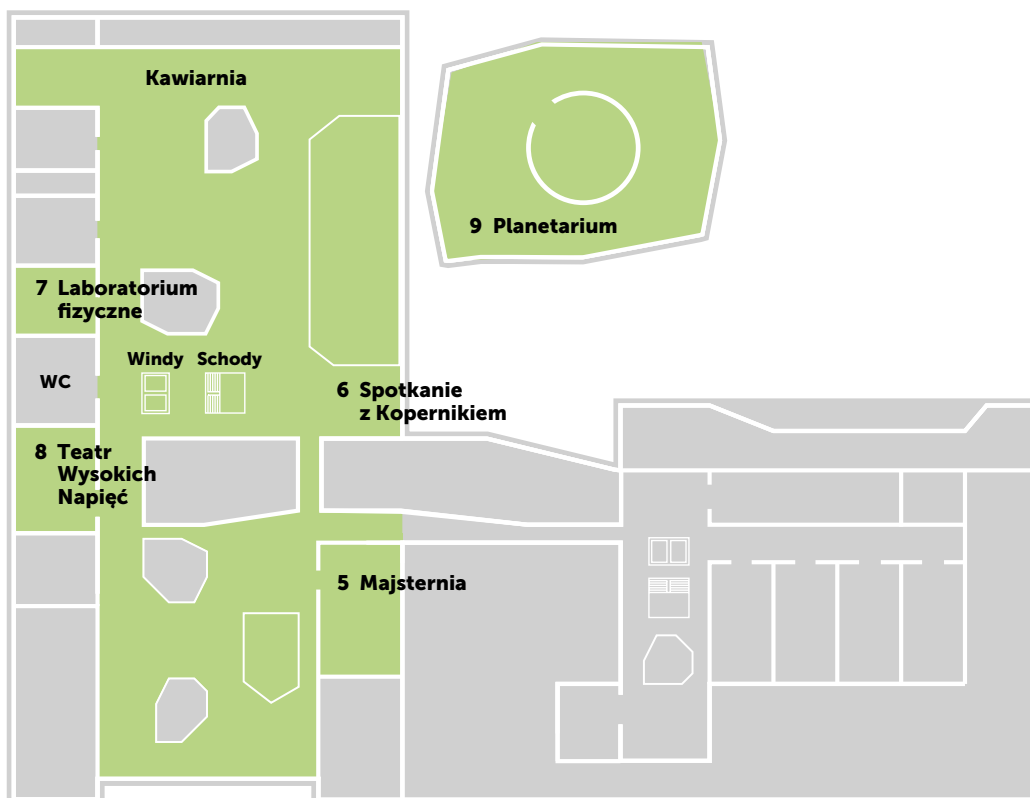 Kawiarnia
9 Planetarium
7 Laboratorium
fizyczne
Windy Schody
WC
6 Spotkanie
z Kopernikiem
8 Teatr
Wysokich
Napięć
5 Majsternia